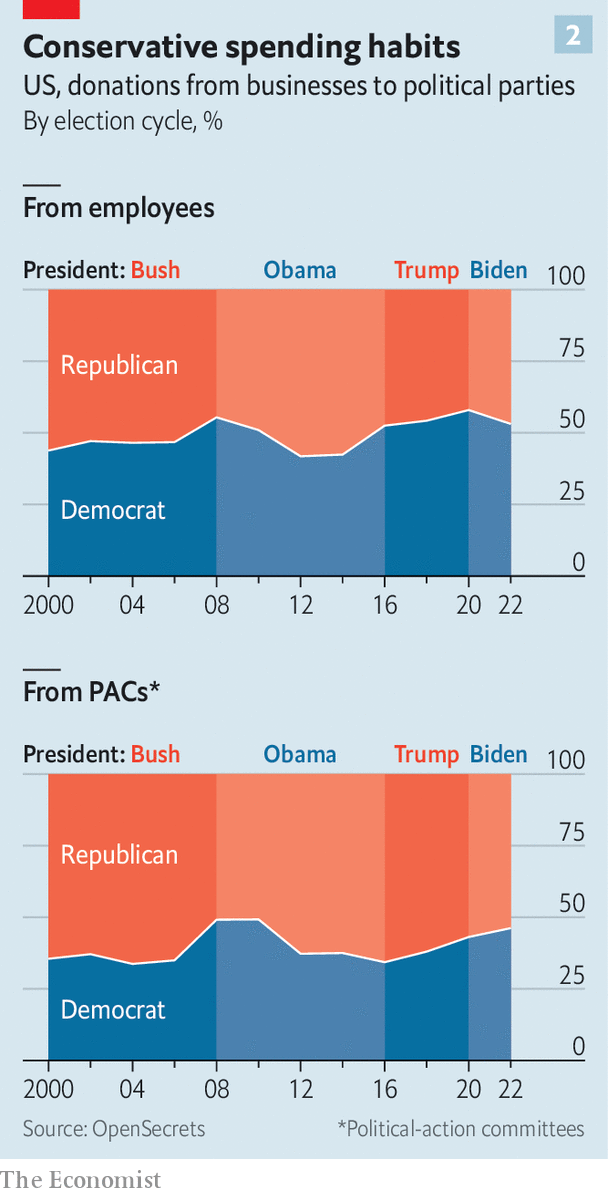 Conservative spending habits
2
US, donations from businesses to political parties
By election cycle, %
From employees
President: Bush Obama Trump Biden
100
75
50
25
0
Republican
Democrat
2000 04 08 12 16 20 22
From PACs*
President: Bush Obama Trump Biden
100
75
50
25
0
Republican
Democrat
2000 04 08 12 16 20 22
Source: OpenSecrets *Political-action committees
The Economist